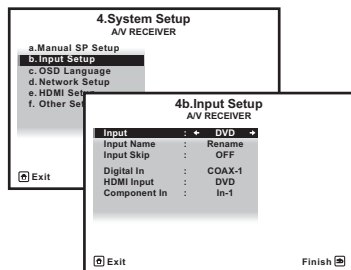 4.System Setup
A/V RECEIVER
a.Manual SP Setup
b.Input Setup
c.OSD Language
d.Network Setup
e.HDMI
f. Other
Exit
4b.Input Setup
A/V RECEIVER
Input : DVD
Input Name : Rename
Input Skip : OFF
Digital In : COAX-1
HDMI Input : DVD
Component In : In-1
Exit
Finish